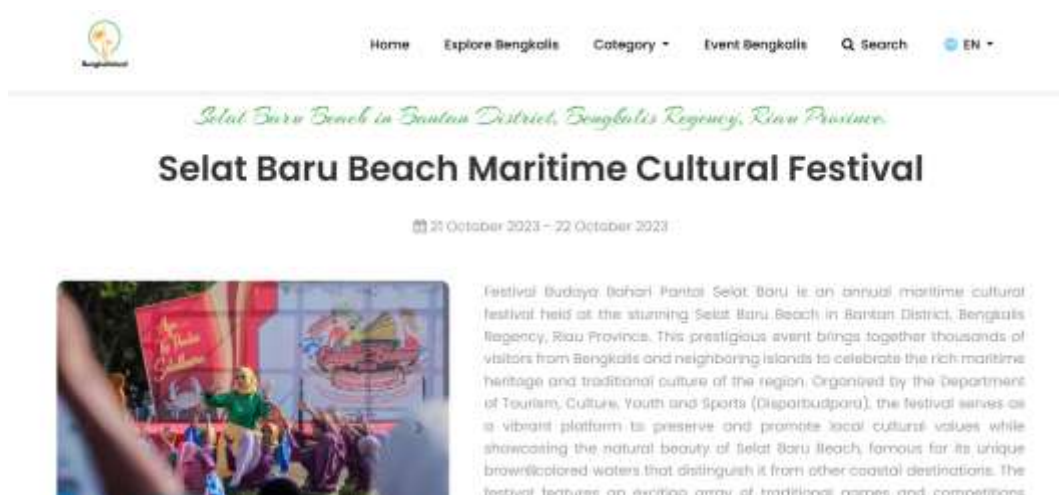 Home Explore Bengkalis Category Event Bengkalis Search EN
Selat Baru Beach in Bantan District, Bengkalis Regency, Riau Province.
Selat Baru Beach Maritime Cultural Festival
21 October 2023 - 22 October 2023
Festival Budaya Bahari Pantai Selat Baru is an annual maritime cultural
festival held at the stunning Selat Baru Beach in Bantan District, Bengkalis
Regency, Riau Province. This prestigious event brings together thousands of
visitors from Bengkalis and neighboring islands to celebrate the rich maritime
heritage and traditional culture of the region. Organized by the Department
of Tourism, Culture, Youth and Sports (Disparbudpora), the festival serves as
a vibrant platform to preserve and promote local cultural values while
showcasing the natural beauty of Selat Baru Beach, famous for its unique
colored waters that distinguish it from other coastal destinations. The
festival features an exciting array of traditional games and competitions